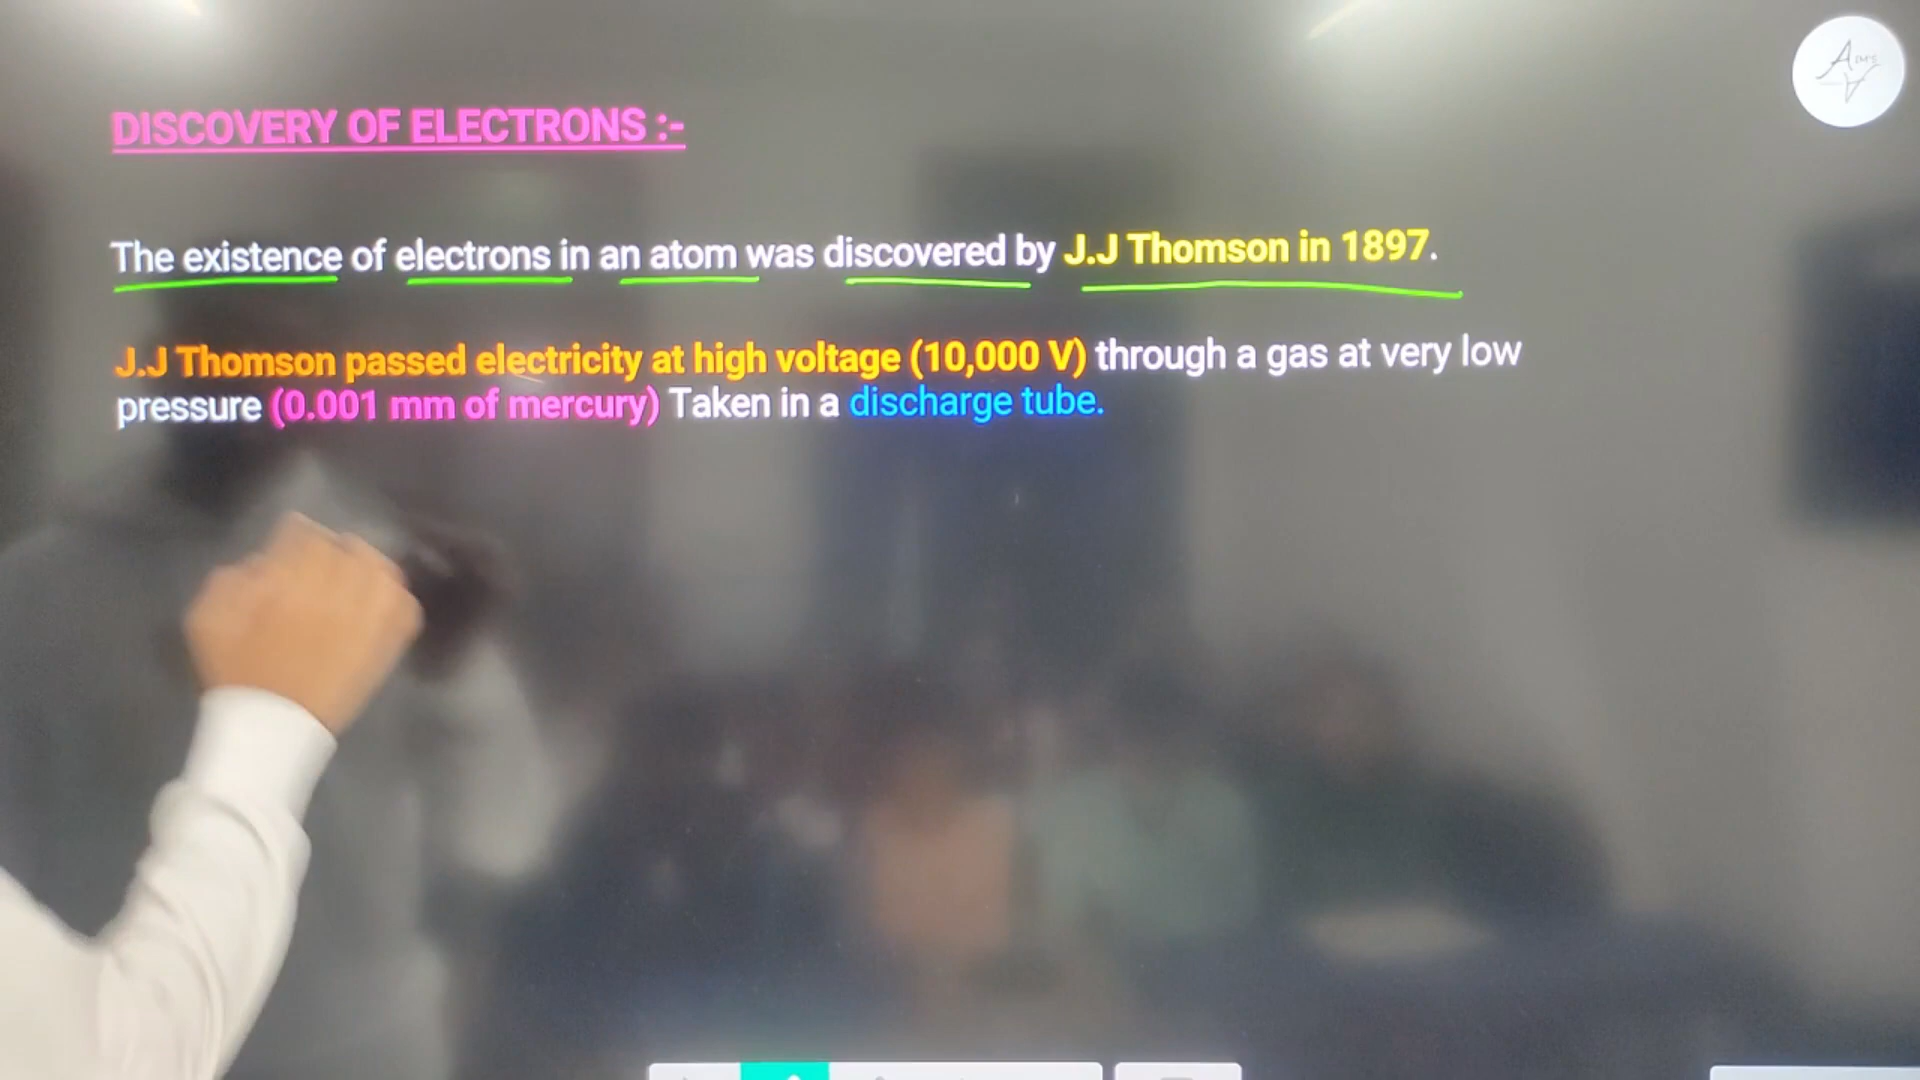 DISCOVERY OF ELECTRONS :-
The existence of electrons in an atom was discovered by J.J Thomson in 1897.
J.J Thomson passed electricity at high voltage (10,000 V) through a gas at very low
pressure (0.001 mm of mercury) Taken in a discharge tube.